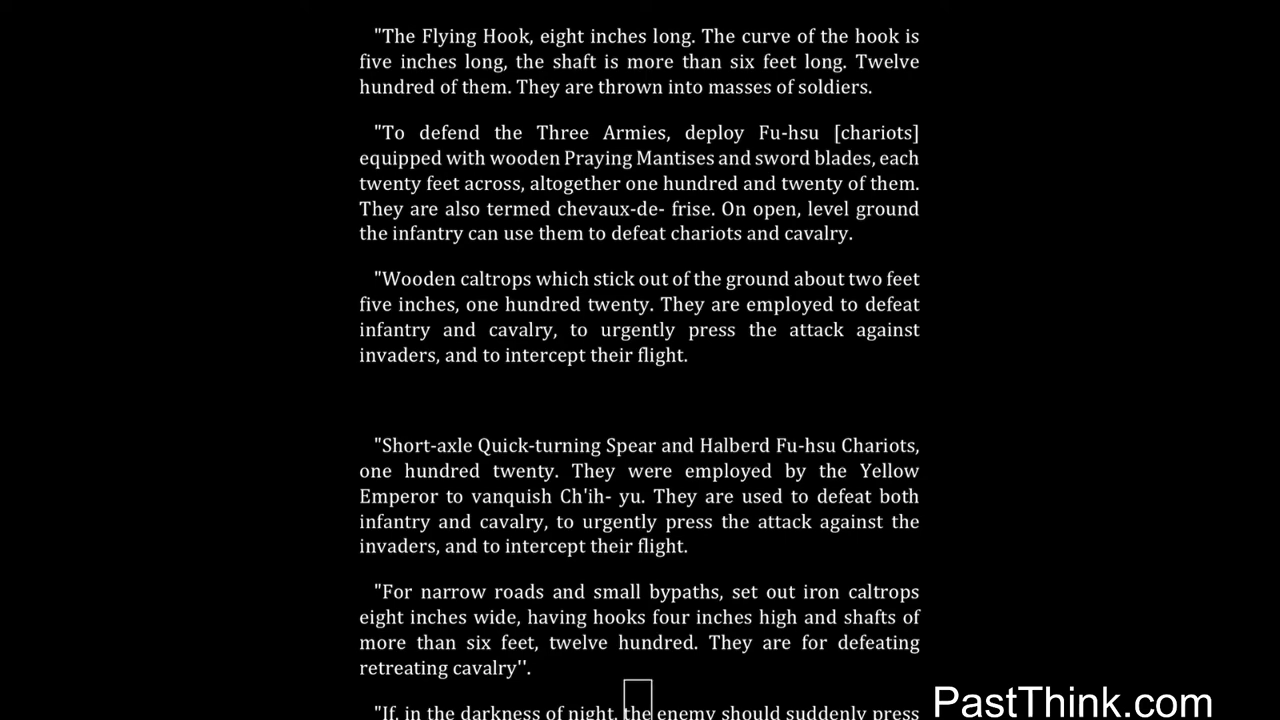 "The Flying Hook, eight inches long. The curve of the hook is
five inches long, the shaft is more than six feet long. Twelve
hundred of them. They are thrown into masses of soldiers.
"To defend the Three Armies, deploy Fu-hsu [chariots]
equipped with wooden Praying Mantises and sword blades, each
twenty feet across, altogether one hundred and twenty of them.
They are also termed chevaux-de- frise. On open, level ground
the infantry can use them to defeat chariots and cavalry.
"Wooden caltrops which stick out of the ground about two feet
five inches, one hundred twenty. They are employed to defeat
infantry and cavalry, to urgently press the attack against
invaders, and to intercept their flight.
"Short-axle Quick-turning Spear and Halberd Fu-hsu Chariots,
one hundred twenty. They were employed by the Yellow
Emperor to vanquish Ch'ih- yu. They are used to defeat both
infantry and cavalry, to urgently press the attack against the
invaders, and to intercept their flight.
"For narrow roads and small bypaths, set out iron caltrops
eight inches wide, having hooks four inches high and shafts of
more than six feet, twelve hundred. They are for defeating
retreating cavalry''.
"If, in the darkness of night, the enemy should suddenly press
PastThink.com